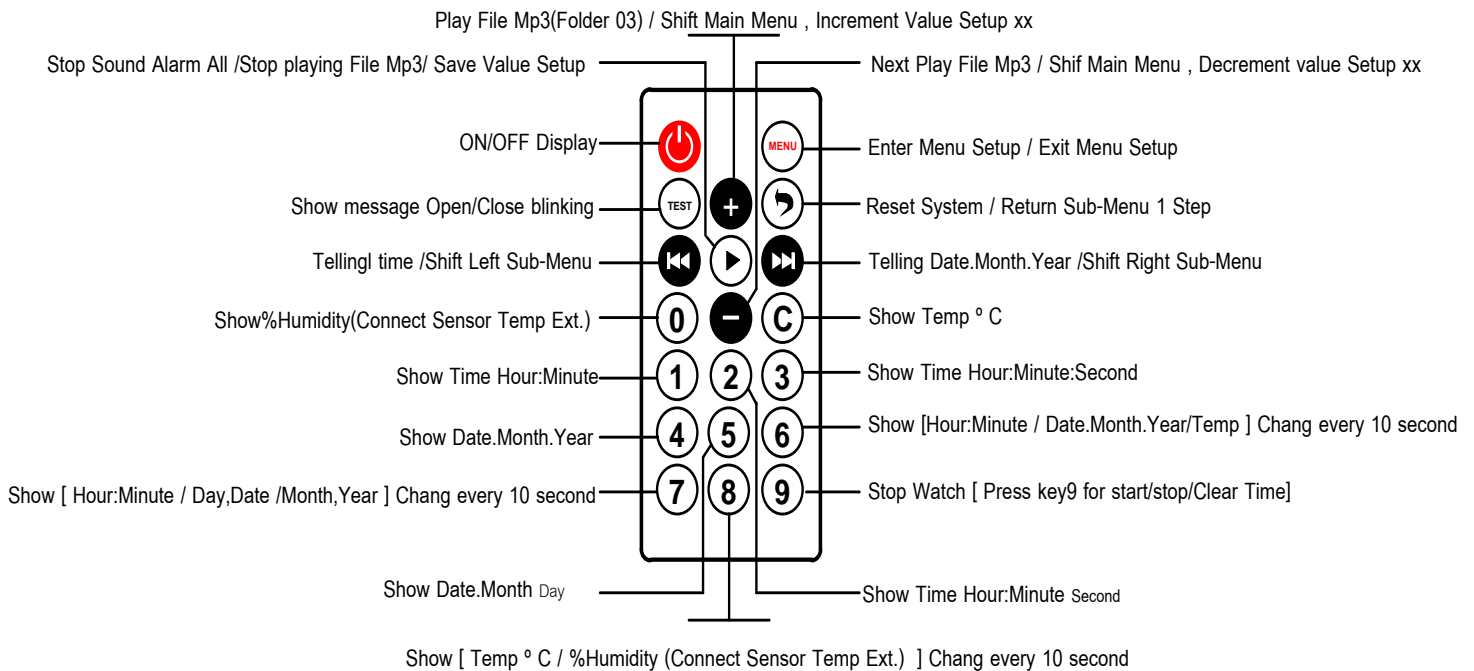 Play File Mp3(Folder 03) / Shift Main Menu , Increment Value Setup xx
Stop Sound Alarm All /Stop playing File Mp3/ Save Value Setup
Next Play File Mp3 / Shif Main Menu , Decrement value Setup xx
ON/OFF Display
MENU
Enter Menu Setup / Exit Menu Setup
Show message Open/Close blinking
TEST
+
Reset System / Return Sub-Menu 1 Step
Tellingl time /Shift Left Sub-Menu
Telling Date.Month.Year /Shift Right Sub-Menu
Show%Humidity(Connect Sensor Temp Ext.)
0
−
C
Show Temp º C
Show Time Hour:Minute
1
2
3
Show Time Hour:Minute:Second
Show Date.Month.Year
4
5
6
Show [Hour:Minute / Date.Month.Year/Temp ] Chang every 10 second
Show [ Hour:Minute / Day,Date /Month,Year ] Chang every 10 second
7
8
9
Stop Watch [ Press key9 for start/stop/Clear Time]
Show Date.Month Day
Show Time Hour:Minute Second
Show [ Temp º C / %Humidity (Connect Sensor Temp Ext.) ] Chang every 10 second